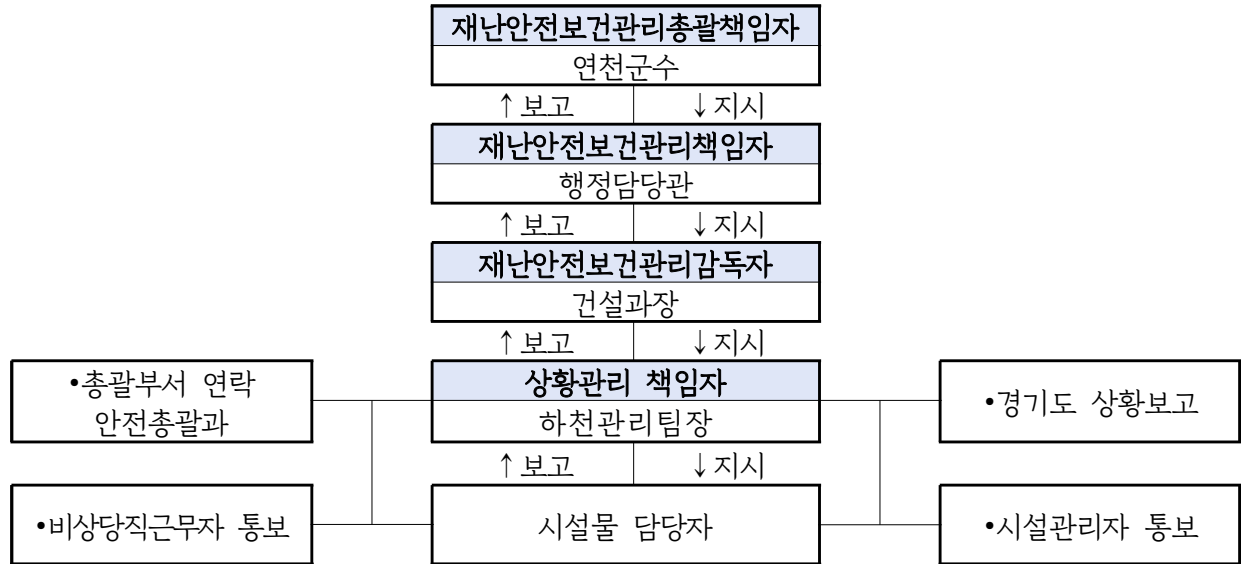 재난안전보건관리총괄책임자
연천군수
↑보고 ↓지시
재난안전보건관리책임자
행정담당관
↑보고 ↓지시
재난안전보건관리감독자
건설과장
↑보고 ↓지시
•총괄부서 연락
안전총괄과
상황관리 책임자
하천관리팀장
•경기도 상황보고
↑보고 ↓지시
•비상당직근무자 통보
시설물 담당자
•시설관리자 통보